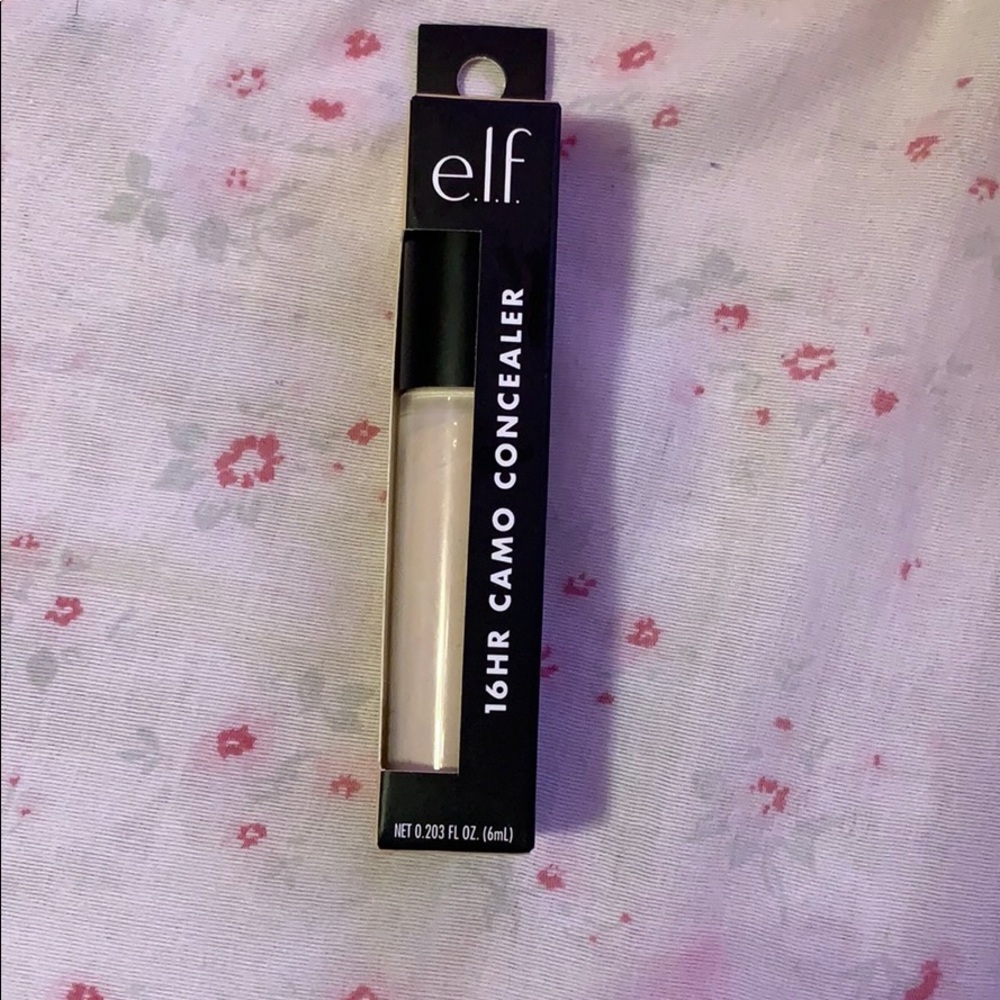 e.l.f.
16HR CAMO CONCEALER
NET 0.203 FL OZ. (6mL)